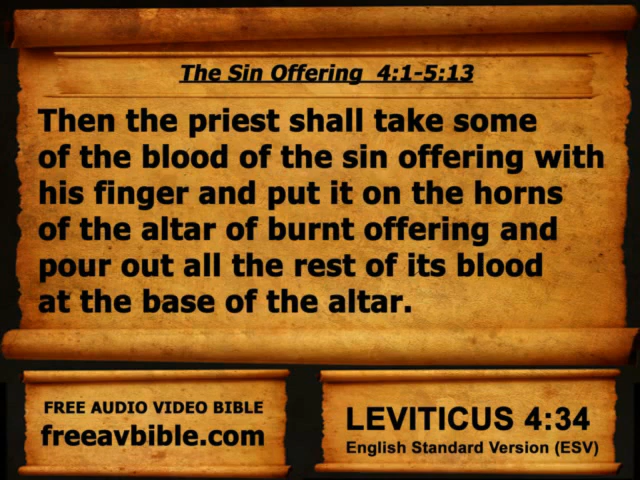 The Sin Offering 4:1-5:13
Then the priest shall take some
of the blood of the sin offering with
his finger and put it on the horns
of the altar of burnt offering and
pour out all the rest of its blood
at the base of the altar.
FREE AUDIO VIDEO BIBLE
freeavbible.com
LEVITICUS 4:34
English Standard Version (ESV)